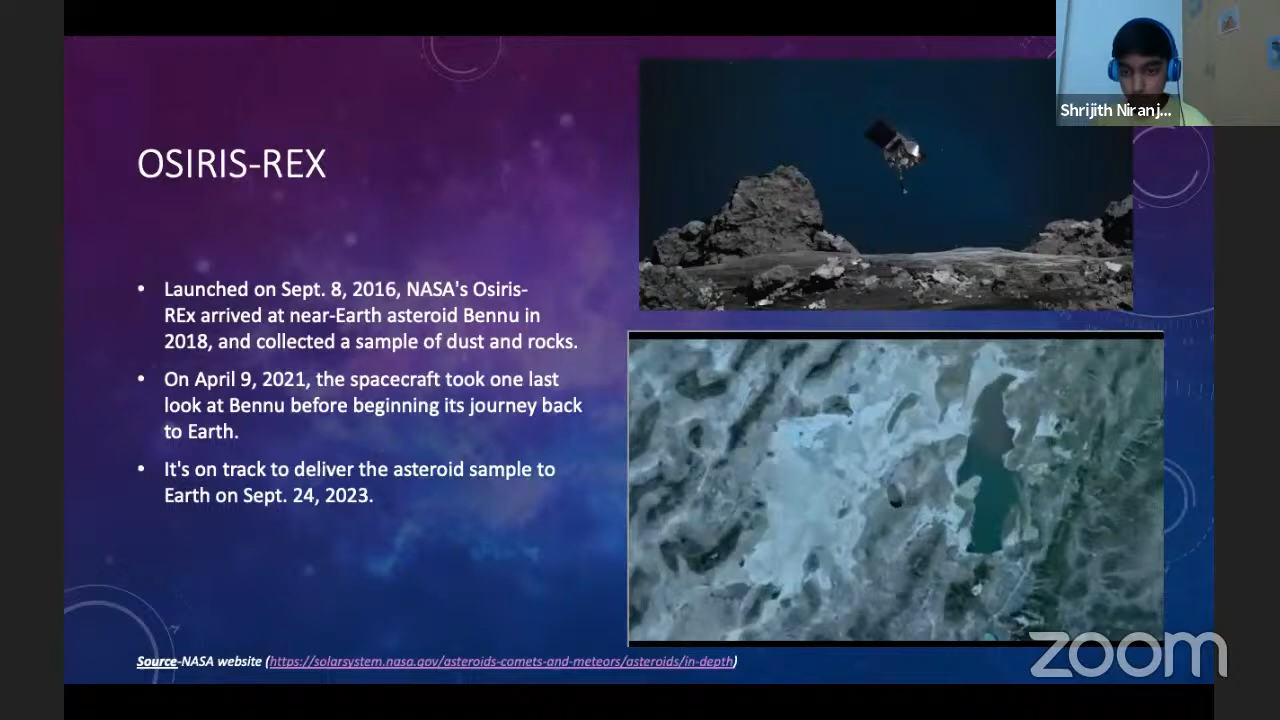 Shrijith Niranj...
OSIRIS-REX
• Launched on Sept. 8, 2016, NASA's Osiris-
REx arrived at near-Earth asteroid Bennu in
2018, and collected a sample of dust and rocks.
• On April 9, 2021, the spacecraft took one last
look at Bennu before beginning its journey back
to Earth.
• It's on track to deliver the asteroid sample to
Earth on Sept. 24, 2023.
Source-NASA website (https://solarsystem.nasa.gov/asteroids-comets-and-meteors/asteroids/in-depth)
zoom